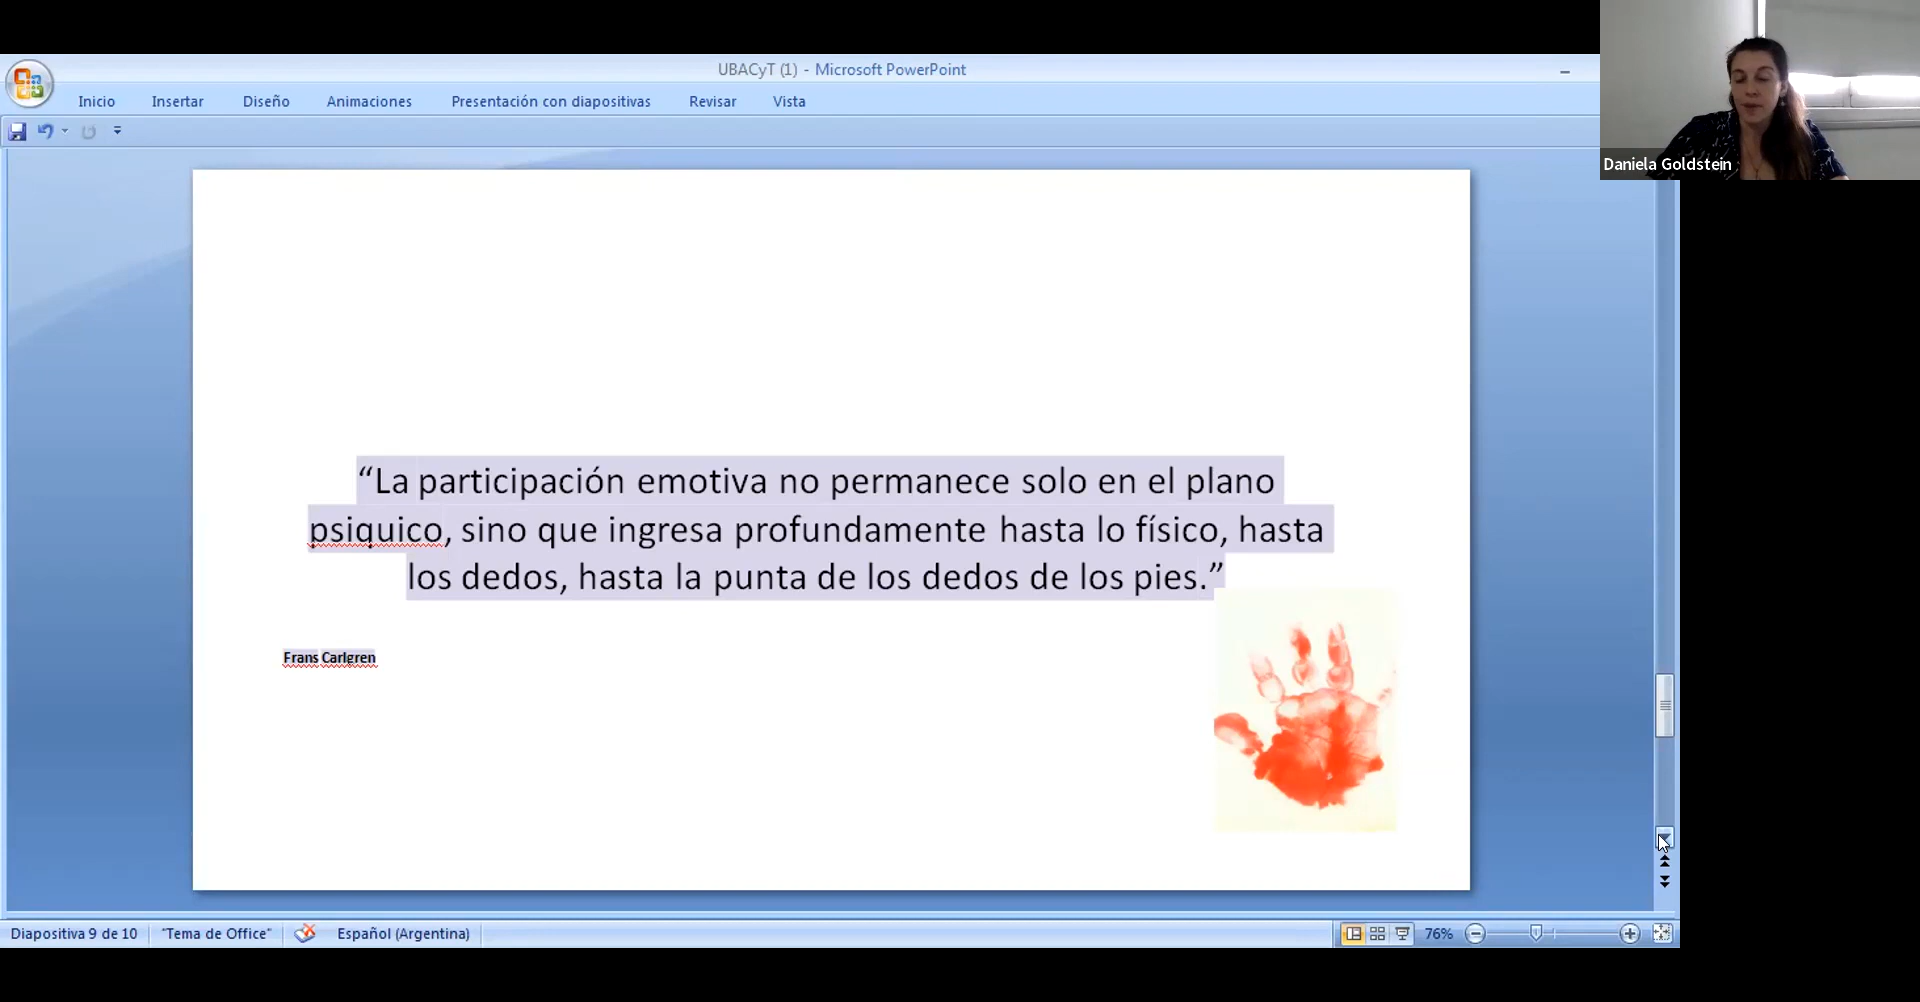 UBACyT (1) - Microsoft PowerPoint
Inicio Insertar Diseño Animaciones Presentación con diapositivas Revisar Vista
Daniela Goldstein
“La participación emotiva no permanece solo en el plano
psiquico, sino que ingresa profundamente hasta lo físico, hasta
los dedos, hasta la punta de los dedos de los pies.”
Frans Carlgren
Diapositiva 9 de 10 "Tema de Office" Español (Argentina) 76%